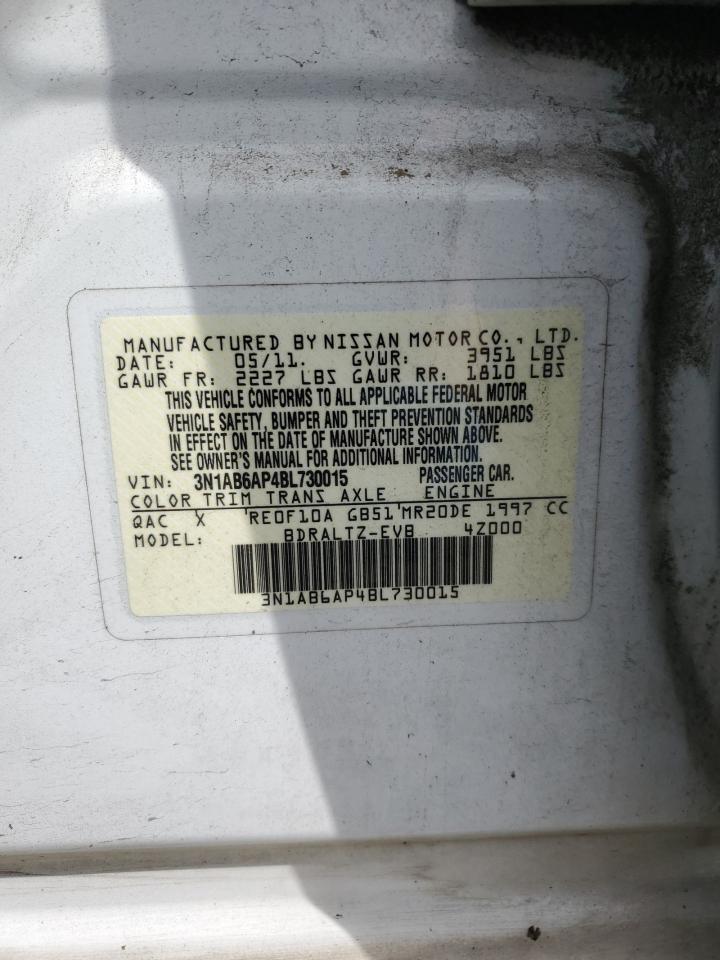 MANUFACTURED BY NISSAN MOTOR CO., LTD.
DATE: 05/11. GVWR: 3951 LBS
GAWR FR: 2227 LBS GAWR RR: 1810 LBS
THIS VEHICLE CONFORMS TO ALL APPLICABLE FEDERAL MOTOR
VEHICLE SAFETY, BUMPER AND THEFT PREVENTION STANDARDS
IN EFFECT ON THE DATE OF MANUFACTURE SHOWN ABOVE.
SEE OWNER'S MANUAL FOR ADDITIONAL INFORMATION.
VIN: 3N1AB6AP4BL730015 PASSENGER CAR.
COLOR TRIM TRANS AXLE ENGINE
QAC X RE0F10A GB51 MR20DE 1997 CC
MODEL: BDRALTZ-EVB 4Z000
3N1AB6AP4BL730015